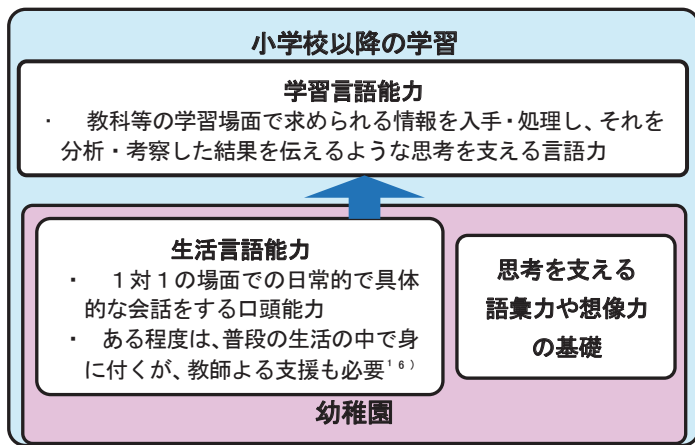 小学校以降の学習
学習言語能力
・ 教科等の学習場面で求められる情報を入手・処理し、それを
分析・考察した結果を伝えるような思考を支える言語力
生活言語能力
・ １対１の場面での日常的で具体
的な会話をする口頭能力
・ ある程度は、普段の生活の中で身
に付くが、教師よる支援も必要¹⁶⁾
思考を支える
語彙力や想像力
の基礎
幼稚園